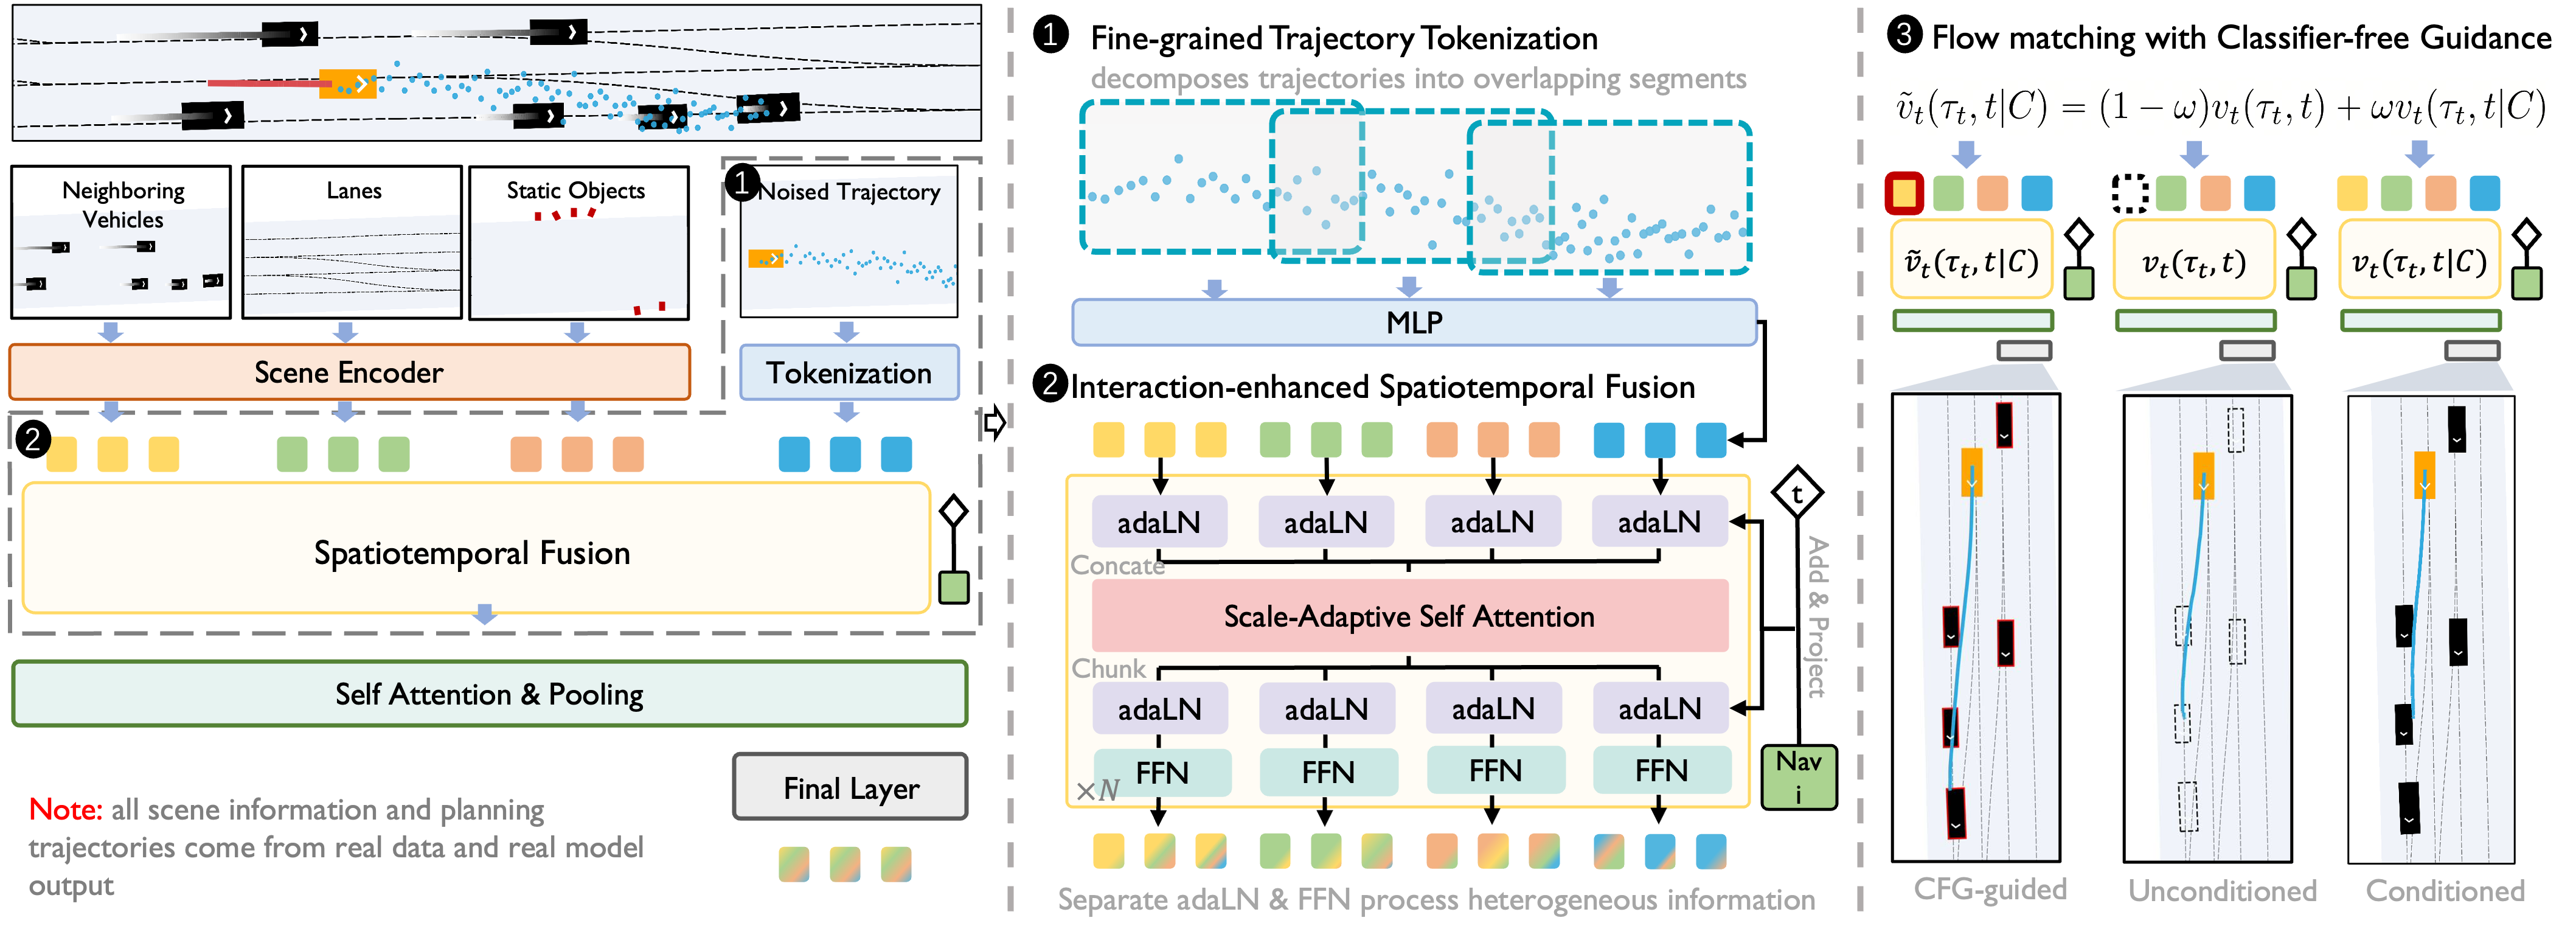 Neighboring
Vehicles
Lanes
Static Objects
1
Noised Trajectory
Scene Encoder
Tokenization
2
Spatiotemporal Fusion
Self Attention & Pooling
Final Layer
Note: all scene information and planning
trajectories come from real data and real model
output
1 Fine-grained Trajectory Tokenization
decomposes trajectories into overlapping segments
MLP
2 Interaction-enhanced Spatiotemporal Fusion
adaLN adaLN adaLN adaLN
t
Concate
Scale-Adaptive Self Attention
Add & Project
Chunk
adaLN adaLN adaLN adaLN
FFN FFN FFN FFN
×N
Nav
i
Separate adaLN & FFN process heterogeneous information
3 Flow matching with Classifier-free Guidance
ṽ_t(τ_t, t|C) = (1 − ω)v_t(τ_t, t) + ωv_t(τ_t, t|C)
ṽ_t(τ_t, t|C) v_t(τ_t, t) v_t(τ_t, t|C)
CFG-guided Unconditioned Conditioned